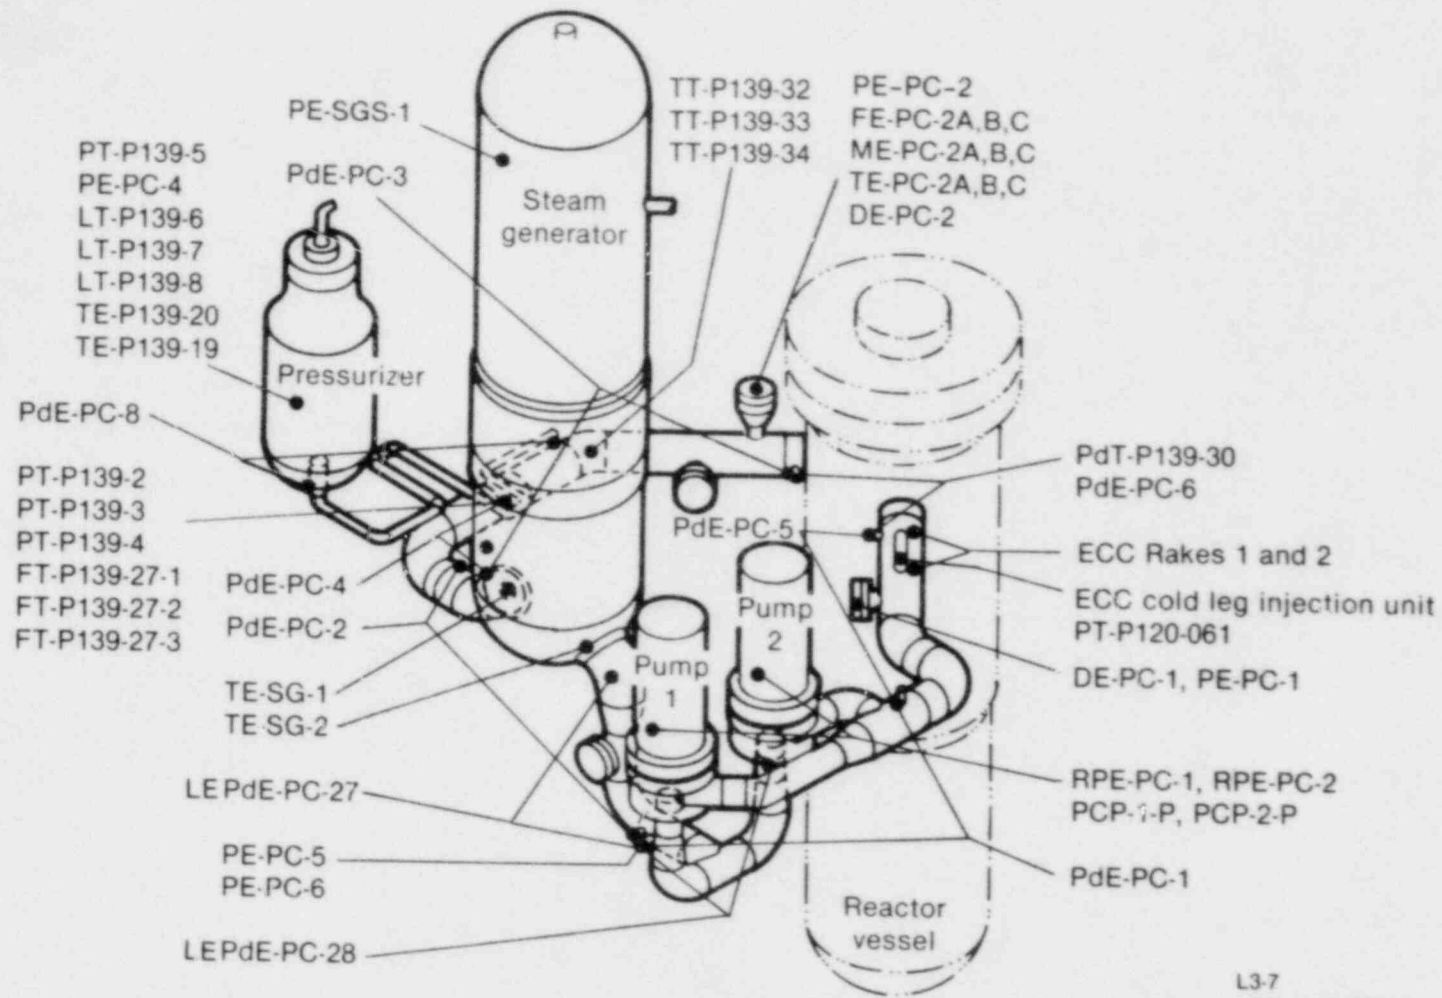 PE-SGS-1
PdE-PC-3
TT-P139-32
TT-P139-33
TT-P139-34
PE-PC-2
FE-PC-2A,B,C
ME-PC-2A,B,C
TE-PC-2A,B,C
DE-PC-2
PT-P139-5
PE-PC-4
LT-P139-6
LT-P139-7
LT-P139-8
TE-P139-20
TE-P139-19
Steam
generator
Pressurizer
PdE-PC-8
PT-P139-2
PT-P139-3
PT-P139-4
FT-P139-27-1
FT-P139-27-2
FT-P139-27-3
PdE-PC-4
PdE-PC-2
TE-SG-1
TE-SG-2
LEPdE-PC-27
PE-PC-5
PE-PC-6
LEPdE-PC-28
Pump
1
Pump
2
PdE-PC-5
PdT-P139-30
PdE-PC-6
ECC Rakes 1 and 2
ECC cold leg injection unit
PT-P120-061
DE-PC-1, PE-PC-1
RPE-PC-1, RPE-PC-2
PCP-1-P, PCP-2-P
PdE-PC-1
Reactor
vessel
L3-7